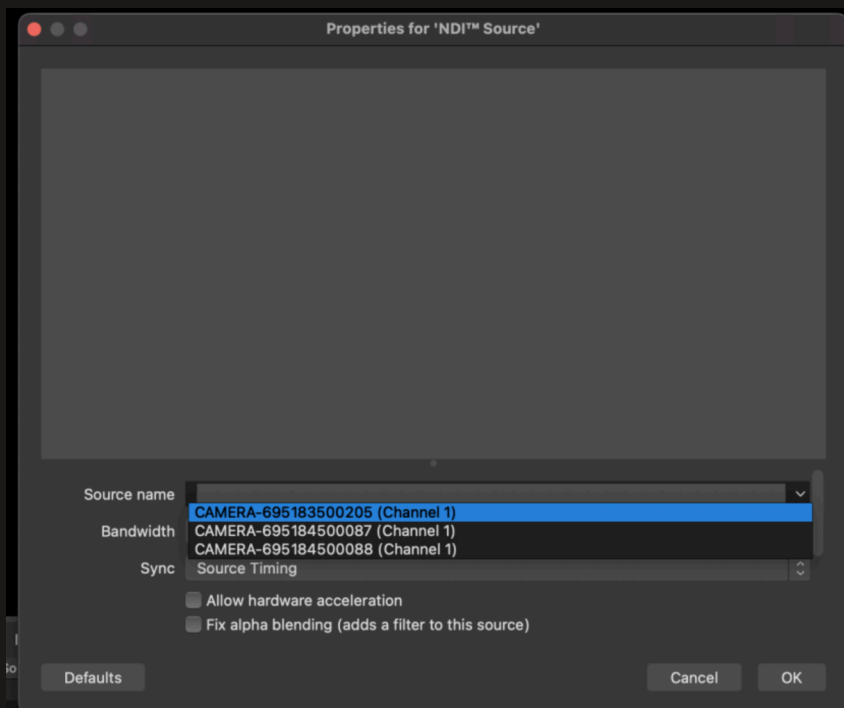 Properties for 'NDI™ Source'
Source name
CAMERA-695183500205 (Channel 1)
Bandwidth
CAMERA-695184500087 (Channel 1)
CAMERA-695184500088 (Channel 1)
Sync
Source Timing
Allow hardware acceleration
Fix alpha blending (adds a filter to this source)
Defaults
Cancel
OK